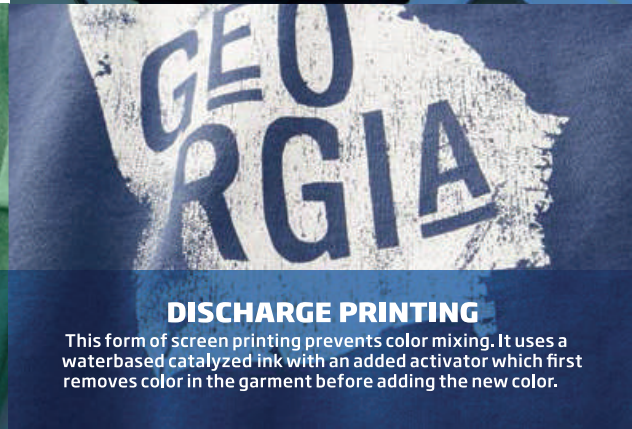 GEO
RGIA
DISCHARGE PRINTING
This form of screen printing prevents color mixing. It uses a
waterbased catalyzed ink with an added activator which first
removes color in the garment before adding the new color.